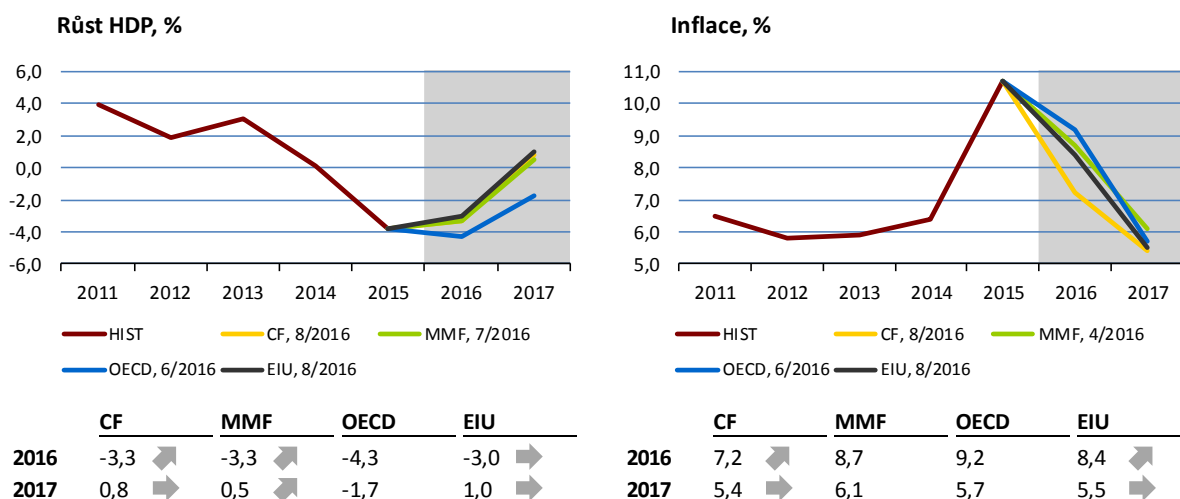 Růst HDP, %
6,0
4,0
2,0
0,0
-2,0
-4,0
-6,0
2011 2012 2013 2014 2015 2016 2017
HIST CF, 8/2016 MMF, 7/2016
OECD, 6/2016 EIU, 8/2016
CF MMF OECD EIU
2016 -3,3 -3,3 -4,3 -3,0
2017 0,8 0,5 -1,7 1,0
Inflace, %
11,0
10,0
9,0
8,0
7,0
6,0
5,0
2011 2012 2013 2014 2015 2016 2017
HIST CF, 8/2016 MMF, 4/2016
OECD, 6/2016 EIU, 8/2016
CF MMF OECD EIU
2016 7,2 8,7 9,2 8,4
2017 5,4 6,1 5,7 5,5